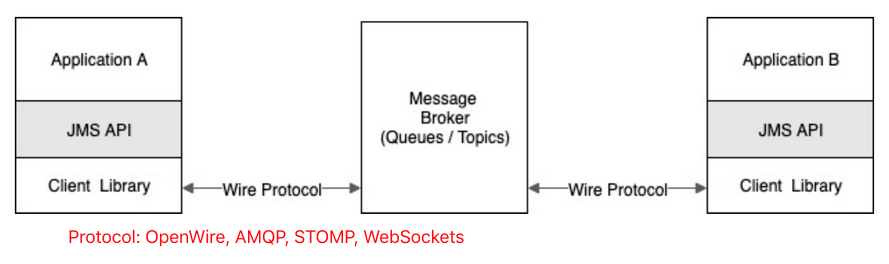 Application A
JMS API
Client Library
Wire Protocol
Message
Broker
(Queues / Topics)
Wire Protocol
Application B
JMS API
Client Library
Protocol: OpenWire, AMQP, STOMP, WebSockets